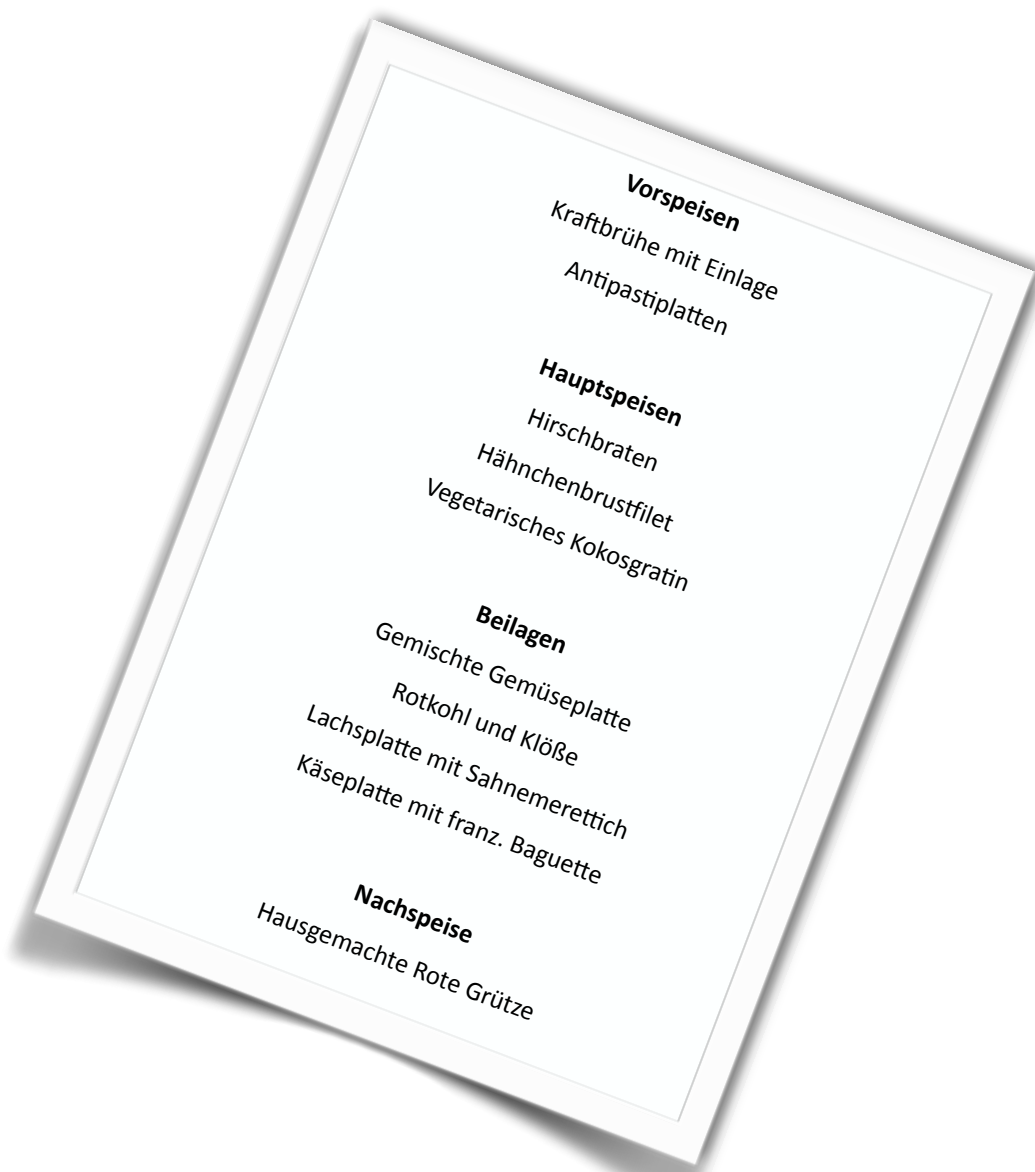 Vorspeisen
Kraftbrühe mit Einlage
Antipastiplatten
Hauptspeisen
Hirschbraten
Hähnchenbrustfilet
Vegetarisches Kokosgratin
Beilagen
Gemischte Gemüseplatte
Rotkohl und Klöße
Lachsplatte mit Sahnemerettich
Käseplatte mit franz. Baguette
Nachspeise
Hausgemachte Rote Grütze